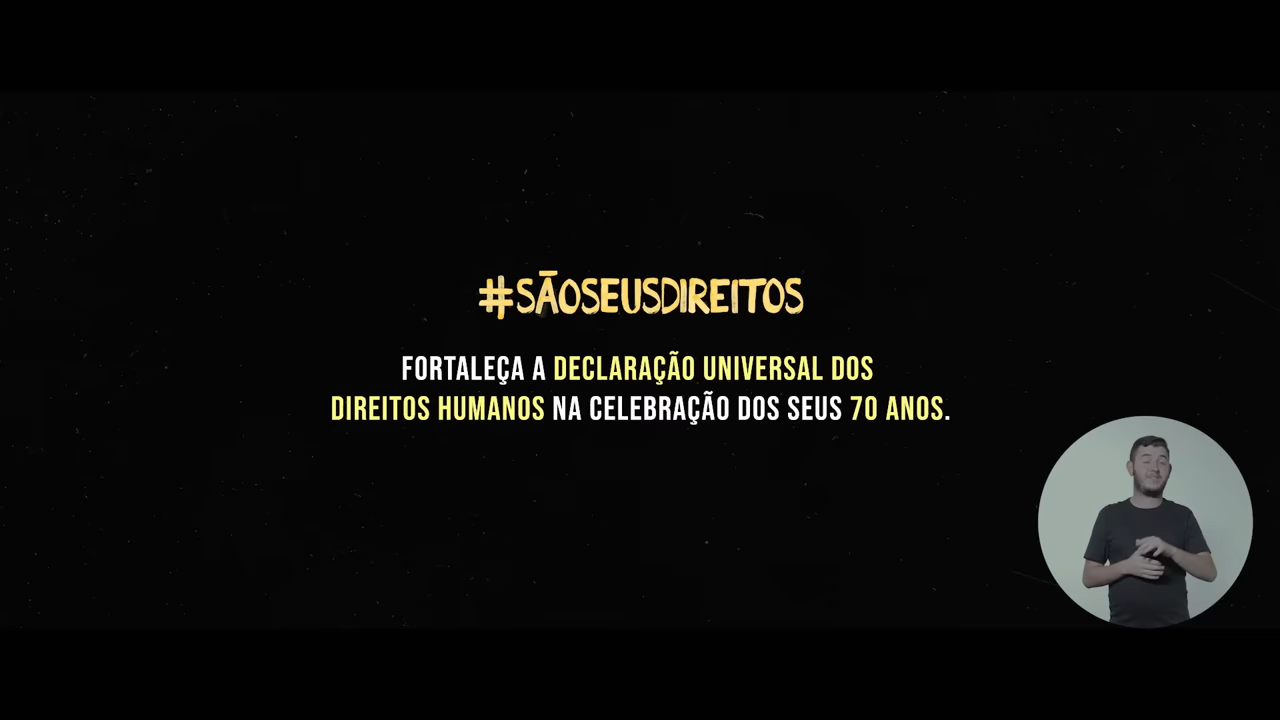 #SÃOSEUSDIREITOS
FORTALEÇA A DECLARAÇÃO UNIVERSAL DOS
DIREITOS HUMANOS NA CELEBRAÇÃO DOS SEUS 70 ANOS.